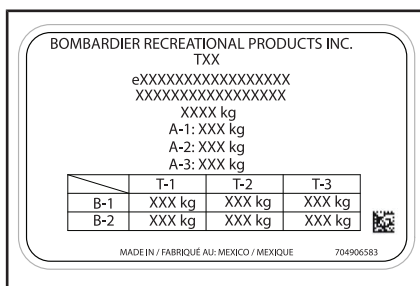 BOMBARDIER RECREATIONAL PRODUCTS INC.
TXX
eXXXXXXXXXXXXXXXXX
XXXXXXXXXXXXXXXXX
XXXX kg
A-1: XXX kg
A-2: XXX kg
A-3: XXX kg
T-1 T-2 T-3
B-1 XXX kg XXX kg XXX kg
B-2 XXX kg XXX kg XXX kg
MADE IN / FABRIQUÉ AU: MEXICO / MEXIQUE 704906583